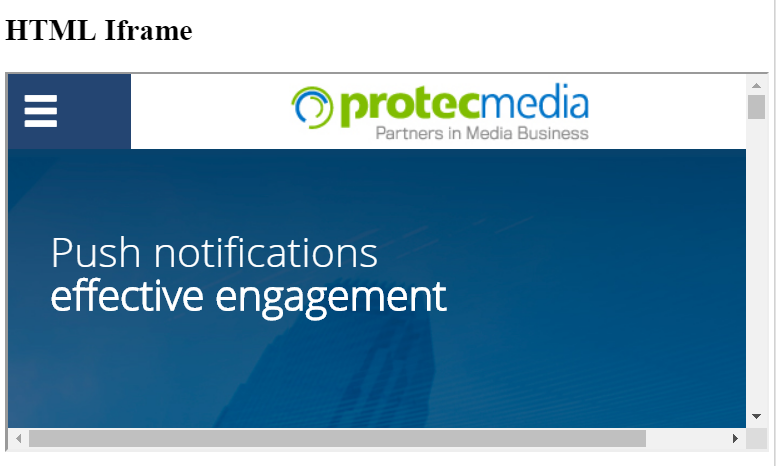 HTML Iframe
protecmedia
Partners in Media Business
Push notifications
effective engagement